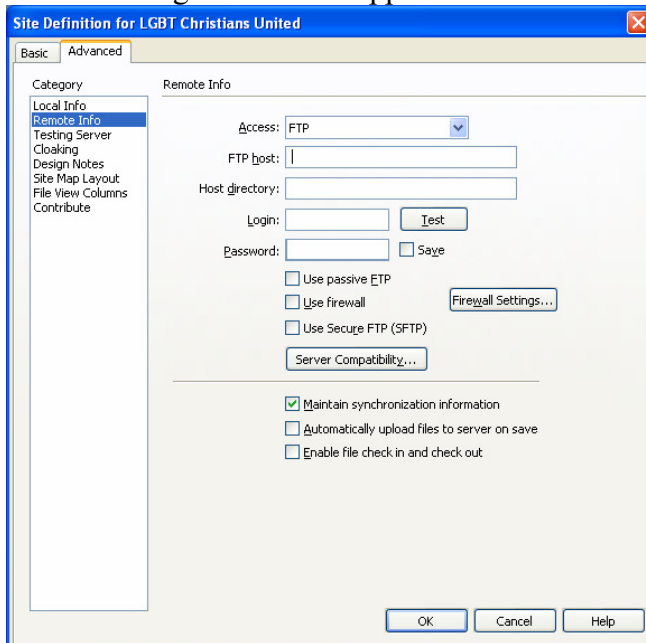 Site Definition for LGBT Christians United
Basic Advanced
Category
Local Info
Remote Info
Testing Server
Cloaking
Design Notes
Site Map Layout
File View Columns
Contribute
Remote Info
Access: FTP
FTP host:
Host directory:
Login: Test
Password: Save
Use passive FTP
Use firewall Firewall Settings...
Use Secure FTP (SFTP)
Server Compatibility...
Maintain synchronization information
Automatically upload files to server on save
Enable file check in and check out
OK Cancel Help